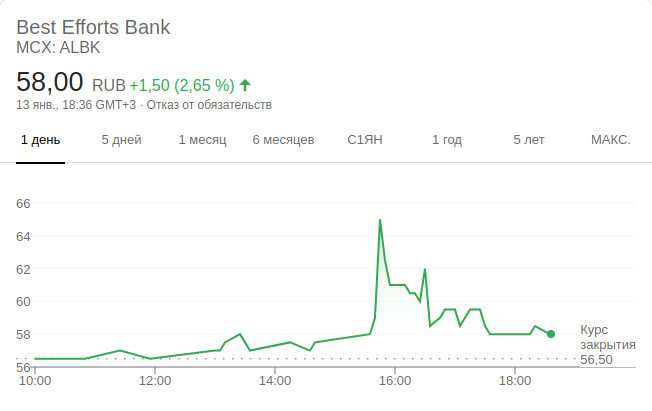 Best Efforts Bank
MCX: ALBK
58,00 RUB +1,50 (2,65 %)
13 янв., 18:36 GMT+3 · Отказ от обязательств
1 день 5 дней 1 месяц 6 месяцев С1ЯН 1 год 5 лет МАКС.
66
64
62
60
58
56
Курс
закрытия
56,50
10:00 12:00 14:00 16:00 18:00